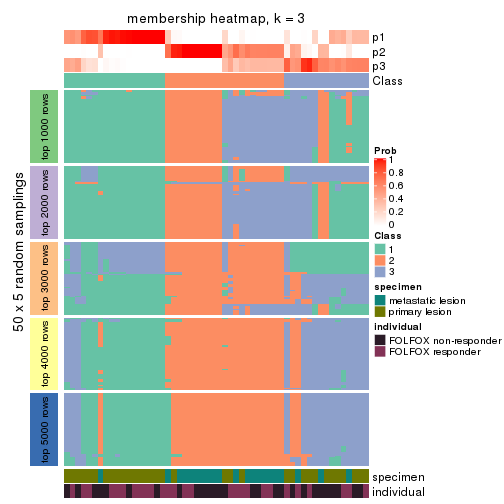 membership heatmap, k = 3
p1
p2
p3
Class
50 x 5 random samplings
top 1000 rows
top 2000 rows
top 3000 rows
top 4000 rows
top 5000 rows
Prob
1
0.8
0.6
0.4
0.2
0
Class
1
2
3
specimen
metastatic lesion
primary lesion
individual
FOLFOX non-responder
FOLFOX responder
specimen
individual